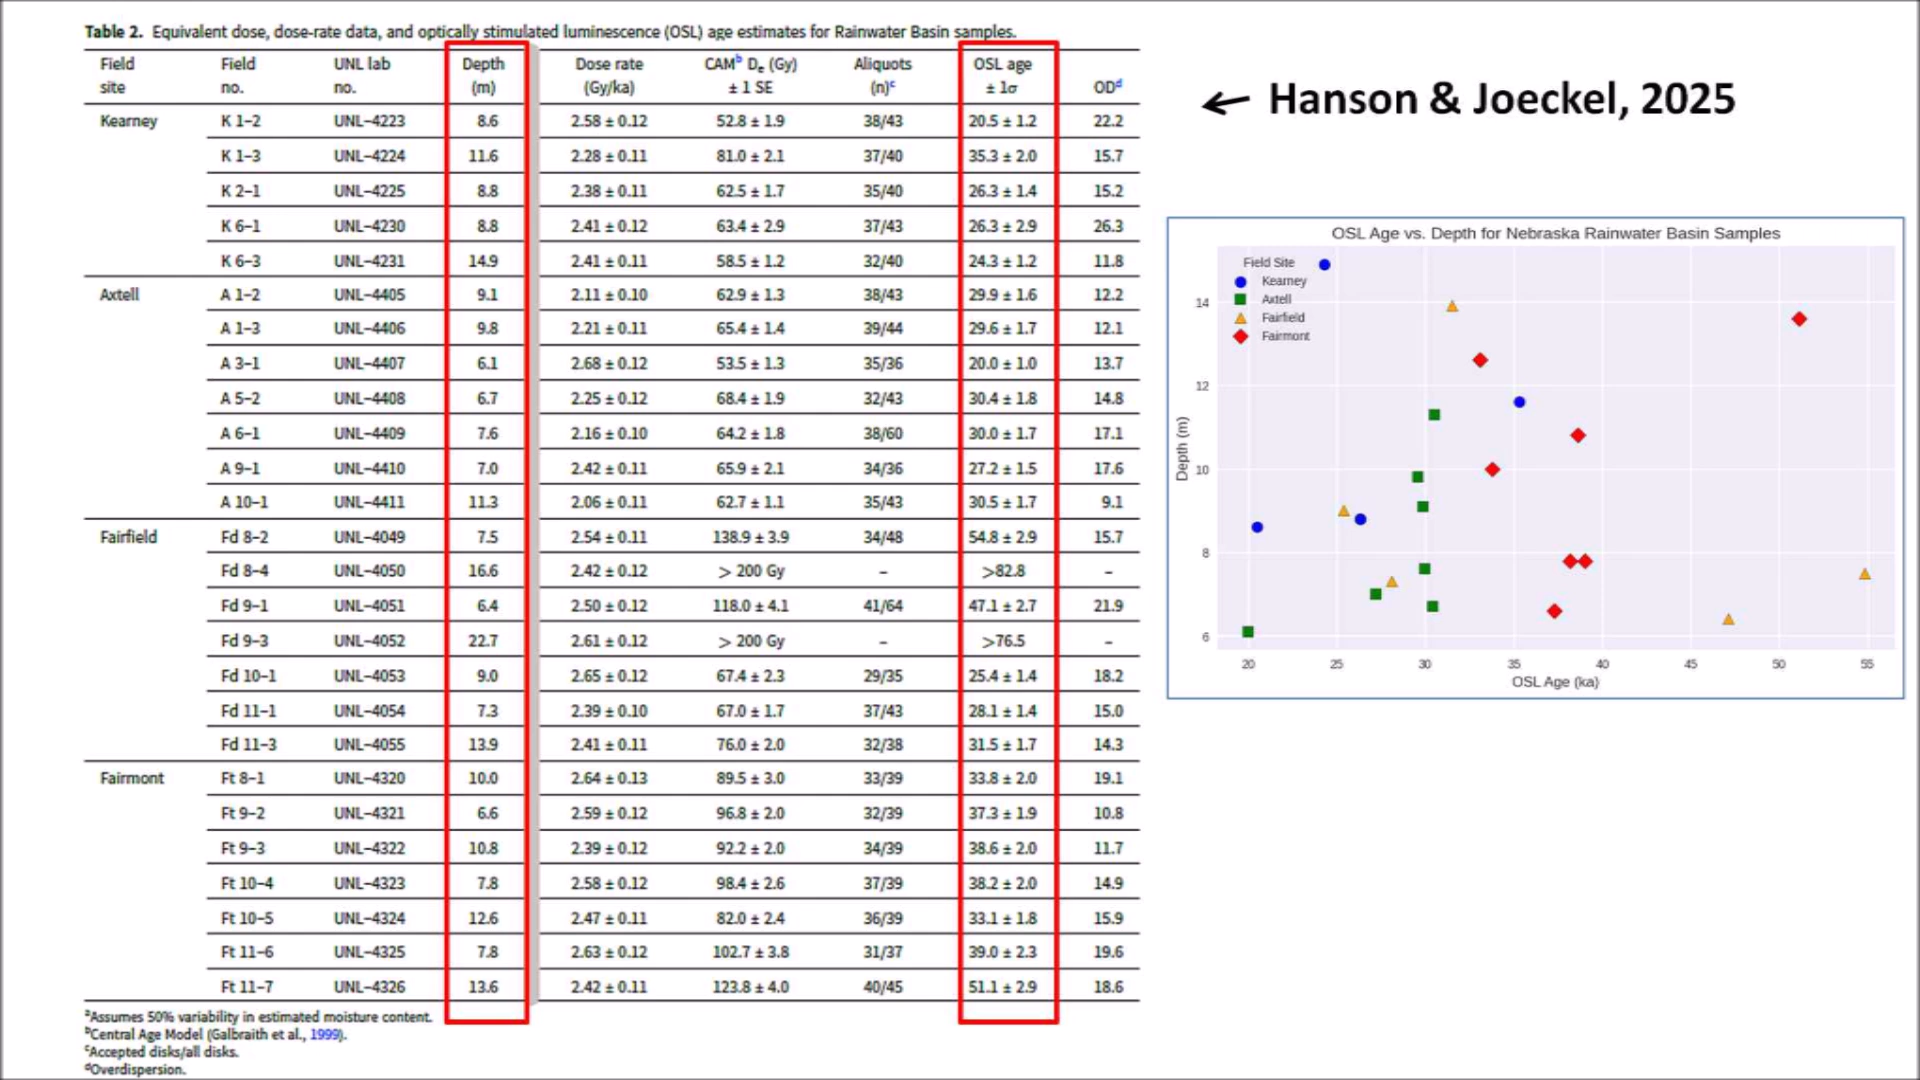 Table 2. Equivalent dose, dose-rate data, and optically stimulated luminescence (OSL) age estimates for Rainwater Basin samples.
Field site Field no. UNL lab no. Depth (m) Dose rate (Gy/ka) CAMᵇ Dₑ (Gy) ± 1 SE Aliquots (n)ᶜ OSL age ± 1σ ODᵈ
Kearney K 1–2 UNL–4223 8.6 2.58 ± 0.12 52.8 ± 1.9 38/43 20.5 ± 1.2 22.2
K 1–3 UNL–4224 11.6 2.28 ± 0.11 81.0 ± 2.1 37/40 35.3 ± 2.0 15.7
K 2–1 UNL–4225 8.8 2.38 ± 0.11 62.5 ± 1.7 35/40 26.3 ± 1.4 15.2
K 6–1 UNL–4230 8.8 2.41 ± 0.12 63.4 ± 2.9 37/43 26.3 ± 2.9 26.3
K 6–3 UNL–4231 14.9 2.41 ± 0.11 58.5 ± 1.2 32/40 24.3 ± 1.2 11.8
Axtell A 1–2 UNL–4405 9.1 2.11 ± 0.10 62.9 ± 1.3 38/43 29.9 ± 1.6 12.2
A 1–3 UNL–4406 9.8 2.21 ± 0.11 65.4 ± 1.4 39/44 29.6 ± 1.7 12.1
A 3–1 UNL–4407 6.1 2.68 ± 0.12 53.5 ± 1.3 35/36 20.0 ± 1.0 13.7
A 5–2 UNL–4408 6.7 2.25 ± 0.12 68.4 ± 1.9 32/43 30.4 ± 1.8 14.8
A 6–1 UNL–4409 7.6 2.16 ± 0.10 64.2 ± 1.8 38/60 30.0 ± 1.7 17.1
A 9–1 UNL–4410 7.0 2.42 ± 0.11 65.9 ± 2.1 34/36 27.2 ± 1.5 17.6
A 10–1 UNL–4411 11.3 2.06 ± 0.11 62.7 ± 1.1 35/43 30.5 ± 1.7 9.1
Fairfield Fd 8–2 UNL–4049 7.5 2.54 ± 0.11 138.9 ± 3.9 34/48 54.8 ± 2.9 15.7
Fd 8–4 UNL–4050 16.6 2.42 ± 0.12 > 200 Gy – >82.8 –
Fd 9–1 UNL–4051 6.4 2.50 ± 0.12 118.0 ± 4.1 41/64 47.1 ± 2.7 21.9
Fd 9–3 UNL–4052 22.7 2.61 ± 0.12 > 200 Gy – >76.5 –
Fd 10–1 UNL–4053 9.0 2.65 ± 0.12 67.4 ± 2.3 29/35 25.4 ± 1.4 18.2
Fd 11–1 UNL–4054 7.3 2.39 ± 0.10 67.0 ± 1.7 37/43 28.1 ± 1.4 15.0
Fd 11–3 UNL–4055 13.9 2.41 ± 0.11 76.0 ± 2.0 32/38 31.5 ± 1.7 14.3
Fairmont Ft 8–1 UNL–4320 10.0 2.64 ± 0.13 89.5 ± 3.0 33/39 33.8 ± 2.0 19.1
Ft 9–2 UNL–4321 6.6 2.59 ± 0.12 96.8 ± 2.0 32/39 37.3 ± 1.9 10.8
Ft 9–3 UNL–4322 10.8 2.39 ± 0.12 92.2 ± 2.0 34/39 38.6 ± 2.0 11.7
Ft 10–4 UNL–4323 7.8 2.58 ± 0.12 98.4 ± 2.6 37/39 38.2 ± 2.0 14.9
Ft 10–5 UNL–4324 12.6 2.47 ± 0.11 82.0 ± 2.4 36/39 33.1 ± 1.8 15.9
Ft 11–6 UNL–4325 7.8 2.63 ± 0.12 102.7 ± 3.8 31/37 39.0 ± 2.3 19.6
Ft 11–7 UNL–4326 13.6 2.42 ± 0.11 123.8 ± 4.0 40/45 51.1 ± 2.9 18.6
ᵃAssumes 50% variability in estimated moisture content.
ᵇCentral Age Model (Galbraith et al., 1999).
ᶜAccepted disks/all disks.
ᵈOverdispersion.
← Hanson & Joeckel, 2025
OSL Age vs. Depth for Nebraska Rainwater Basin Samples
Field Site
Kearney
Axtell
Fairfield
Fairmont
Depth (m)
14
12
10
8
6
20 25 30 35 40 45 50 55
OSL Age (ka)